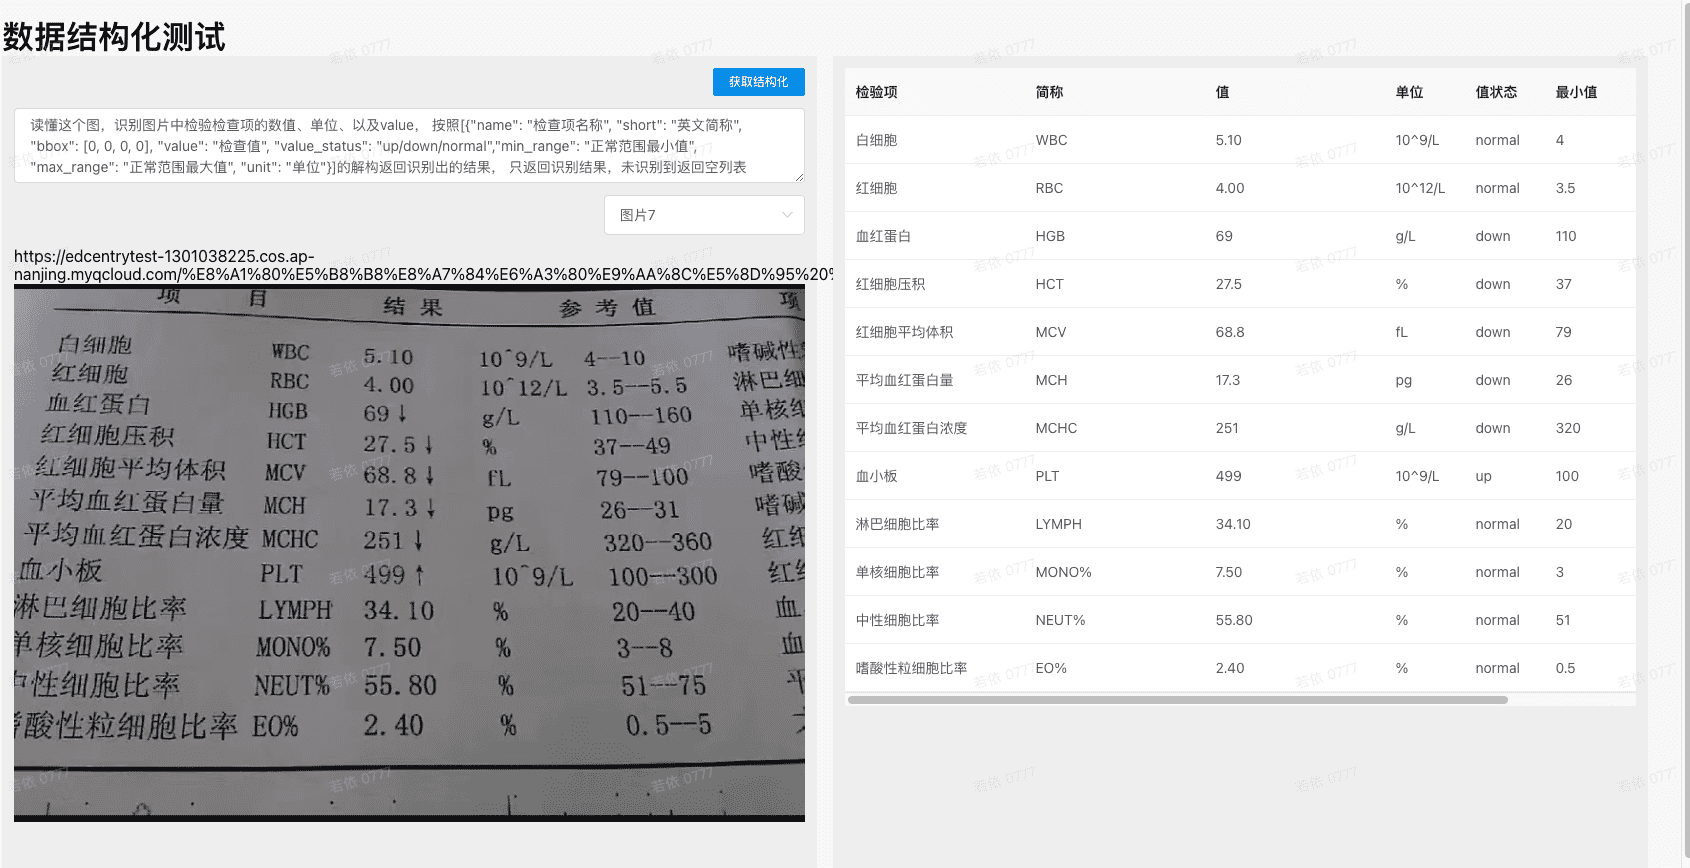 数据结构化测试
获取结构化
读懂这个图，识别图片中检验检查项的数值、单位、以及value， 按照[{"name": "检查项名称", "short": "英文简称",
"bbox": [0, 0, 0, 0], "value": "检查值", "value_status": "up/down/normal","min_range": "正常范围最小值",
"max_range": "正常范围最大值", "unit": "单位"}]的解构返回识别出的结果， 只返回识别结果，未识别到返回空列表
图片7
https://edcentrytest-1301038225.cos.ap-
nanjing.myqcloud.com/%E8%A1%80%E5%B8%B8%E8%A7%84%E6%A3%80%E9%AA%8C%E5%8D%95%20%
项 目 结 果 参 考 值 项
白细胞 WBC 5.10 10^9/L 4--10 嗜碱性
红细胞 RBC 4.00 10^12/L 3.5--5.5 淋巴细
血红蛋白 HGB 69↓ g/L 110--160 单核细
红细胞压积 HCT 27.5↓ % 37--49 中性
红细胞平均体积 MCV 68.8↓ fL 79--100 嗜酸
平均血红蛋白量 MCH 17.3↓ pg 26--31 嗜碱
平均血红蛋白浓度 MCHC 251↓ g/L 320--360 红细
血小板 PLT 499↑ 10^9/L 100--300 红
淋巴细胞比率 LYMPH 34.10 % 20--40 血
单核细胞比率 MONO% 7.50 % 3--8 血
中性细胞比率 NEUT% 55.80 % 51--75 平
嗜酸性粒细胞比率 EO% 2.40 % 0.5--5
检验项 简称 值 单位 值状态 最小值
白细胞 WBC 5.10 10^9/L normal 4
红细胞 RBC 4.00 10^12/L normal 3.5
血红蛋白 HGB 69 g/L down 110
红细胞压积 HCT 27.5 % down 37
红细胞平均体积 MCV 68.8 fL down 79
平均血红蛋白量 MCH 17.3 pg down 26
平均血红蛋白浓度 MCHC 251 g/L down 320
血小板 PLT 499 10^9/L up 100
淋巴细胞比率 LYMPH 34.10 % normal 20
单核细胞比率 MONO% 7.50 % normal 3
中性细胞比率 NEUT% 55.80 % normal 51
嗜酸性粒细胞比率 EO% 2.40 % normal 0.5
若依 0777